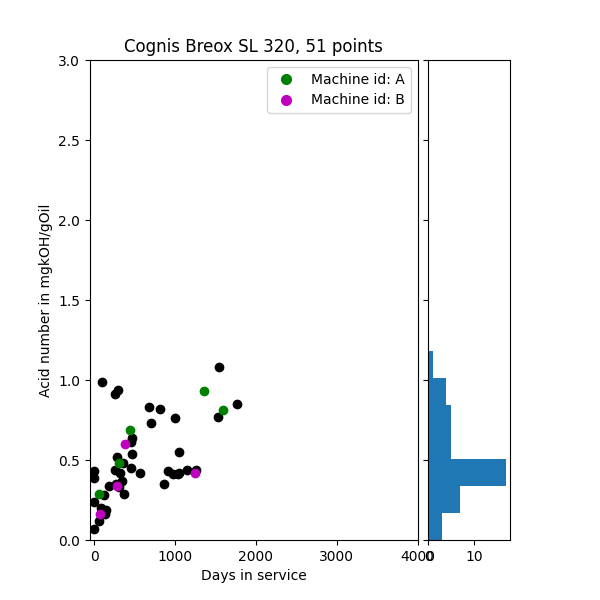 Cognis Breox SL 320, 51 points
Machine id: A
Machine id: B
Acid number in mgkOH/gOil
3.0
2.5
2.0
1.5
1.0
0.5
0.0
0 1000 2000 3000 4000
0 10
Days in service